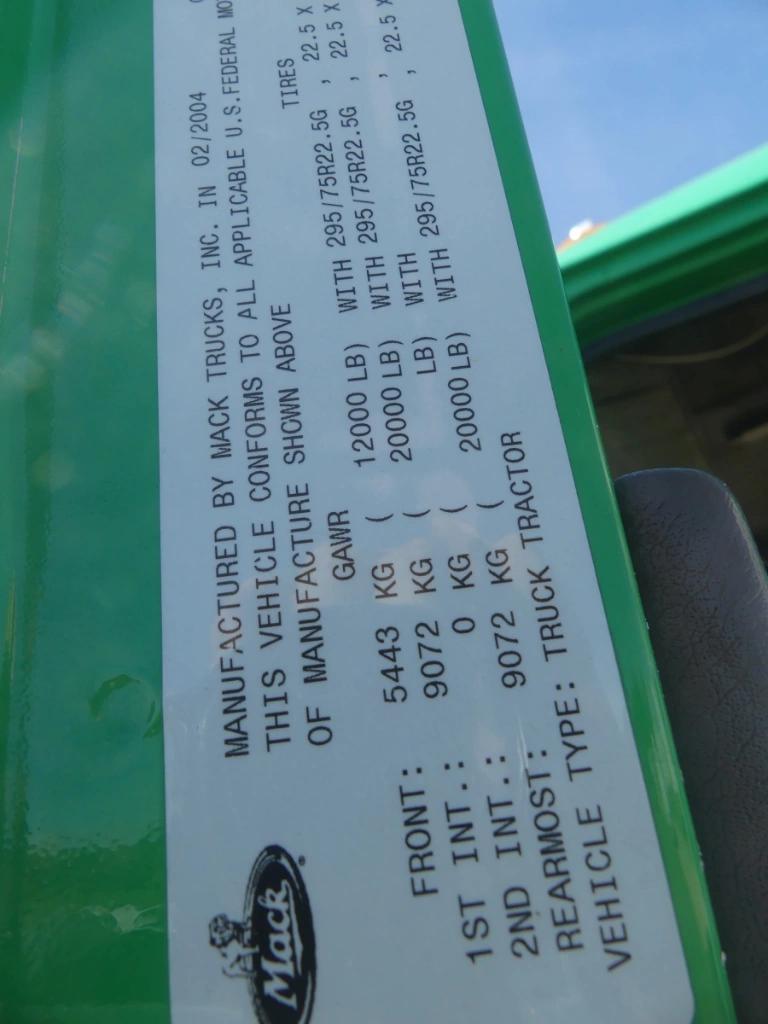 Mack
MANUFACTURED BY MACK TRUCKS, INC. IN 02/2004
THIS VEHICLE CONFORMS TO ALL APPLICABLE U.S.FEDERAL
OF MANUFACTURE SHOWN ABOVE
GAWR TIRES
FRONT: 5443 KG ( 12000 LB) WITH 295/75R22.5G , 22.5 X
1ST INT.: 9072 KG ( 20000 LB) WITH 295/75R22.5G , 22.5 X
2ND INT.: 0 KG ( LB) WITH ,
REARMOST: 9072 KG ( 20000 LB) WITH 295/75R22.5G , 22.5 X
VEHICLE TYPE: TRUCK TRACTOR